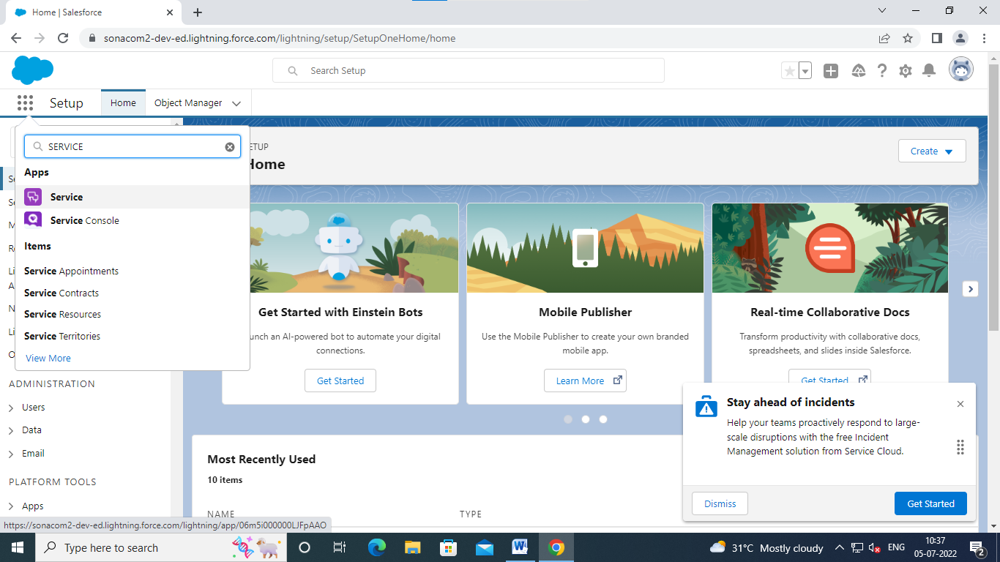 Home | Salesforce
sonacom2-dev-ed.lightning.force.com/lightning/setup/SetupOneHome/home
Search Setup
Setup
Home
Object Manager
SERVICE
Apps
Service
Service Console
Items
Service Appointments
Service Contracts
Service Resources
Service Territories
View More
ADMINISTRATION
Users
Data
Email
PLATFORM TOOLS
Apps
ETUP
Home
Create
Get Started with Einstein Bots
unch an AI-powered bot to automate your digital
connections.
Get Started
Mobile Publisher
Use the Mobile Publisher to create your own branded
mobile app.
Learn More
Real-time Collaborative Docs
Transform productivity with collaborative docs,
spreadsheets, and slides inside Salesforce.
Get Started
Most Recently Used
10 items
NAME
TYPE
Stay ahead of incidents
Help your teams proactively respond to large-
scale disruptions with the free Incident
Management solution from Service Cloud.
Dismiss
Get Started
https://sonacom2-dev-ed.lightning.force.com/lightning/app/06m5i000000LJFpAAO
Type here to search
31°C Mostly cloudy
ENG
10:37
05-07-2022
2